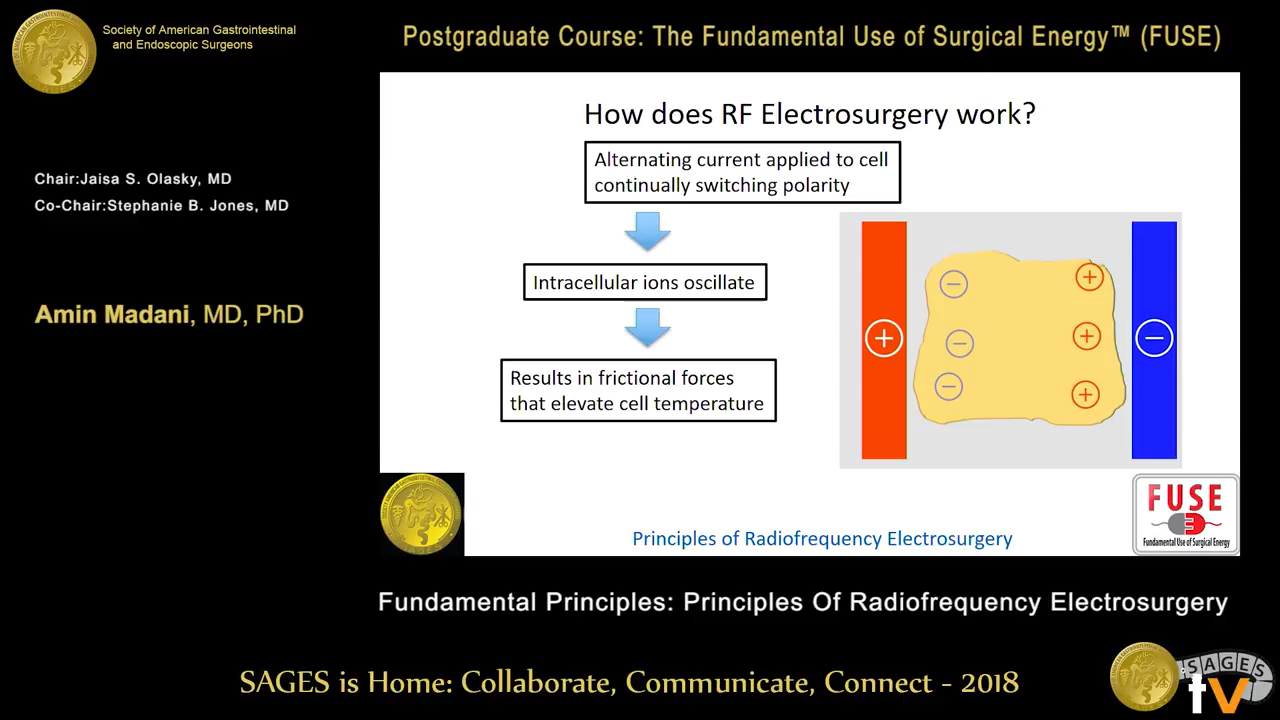 Society of American Gastrointestinal
and Endoscopic Surgeons
Postgraduate Course: The Fundamental Use of Surgical Energy™ (FUSE)
Chair:Jaisa S. Olasky, MD
Co-Chair:Stephanie B. Jones, MD
Amin Madani, MD, PhD
How does RF Electrosurgery work?
Alternating current applied to cell
continually switching polarity
Intracellular ions oscillate
Results in frictional forces
that elevate cell temperature
+
−
−
−
−
+
+
+
Principles of Radiofrequency Electrosurgery
FUSE
Fundamental Use of Surgical Energy
Fundamental Principles: Principles Of Radiofrequency Electrosurgery
SAGES is Home: Collaborate, Communicate, Connect - 2018
SAGES
tv